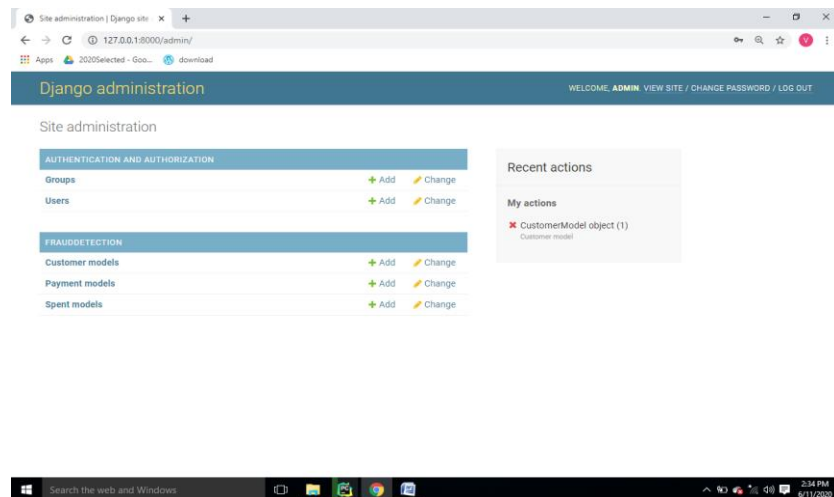 Site administration | Django site
127.0.0.1:8000/admin/
Apps 2020Selected - Goo... download
Django administration
WELCOME, ADMIN. VIEW SITE / CHANGE PASSWORD / LOG OUT
Site administration
AUTHENTICATION AND AUTHORIZATION
Groups + Add Change
Users + Add Change
FRAUDDETECTION
Customer models + Add Change
Payment models + Add Change
Spent models + Add Change
Recent actions
My actions
CustomerModel object (1)
Customer model
Search the web and Windows
2:34 PM
6/11/2020
V